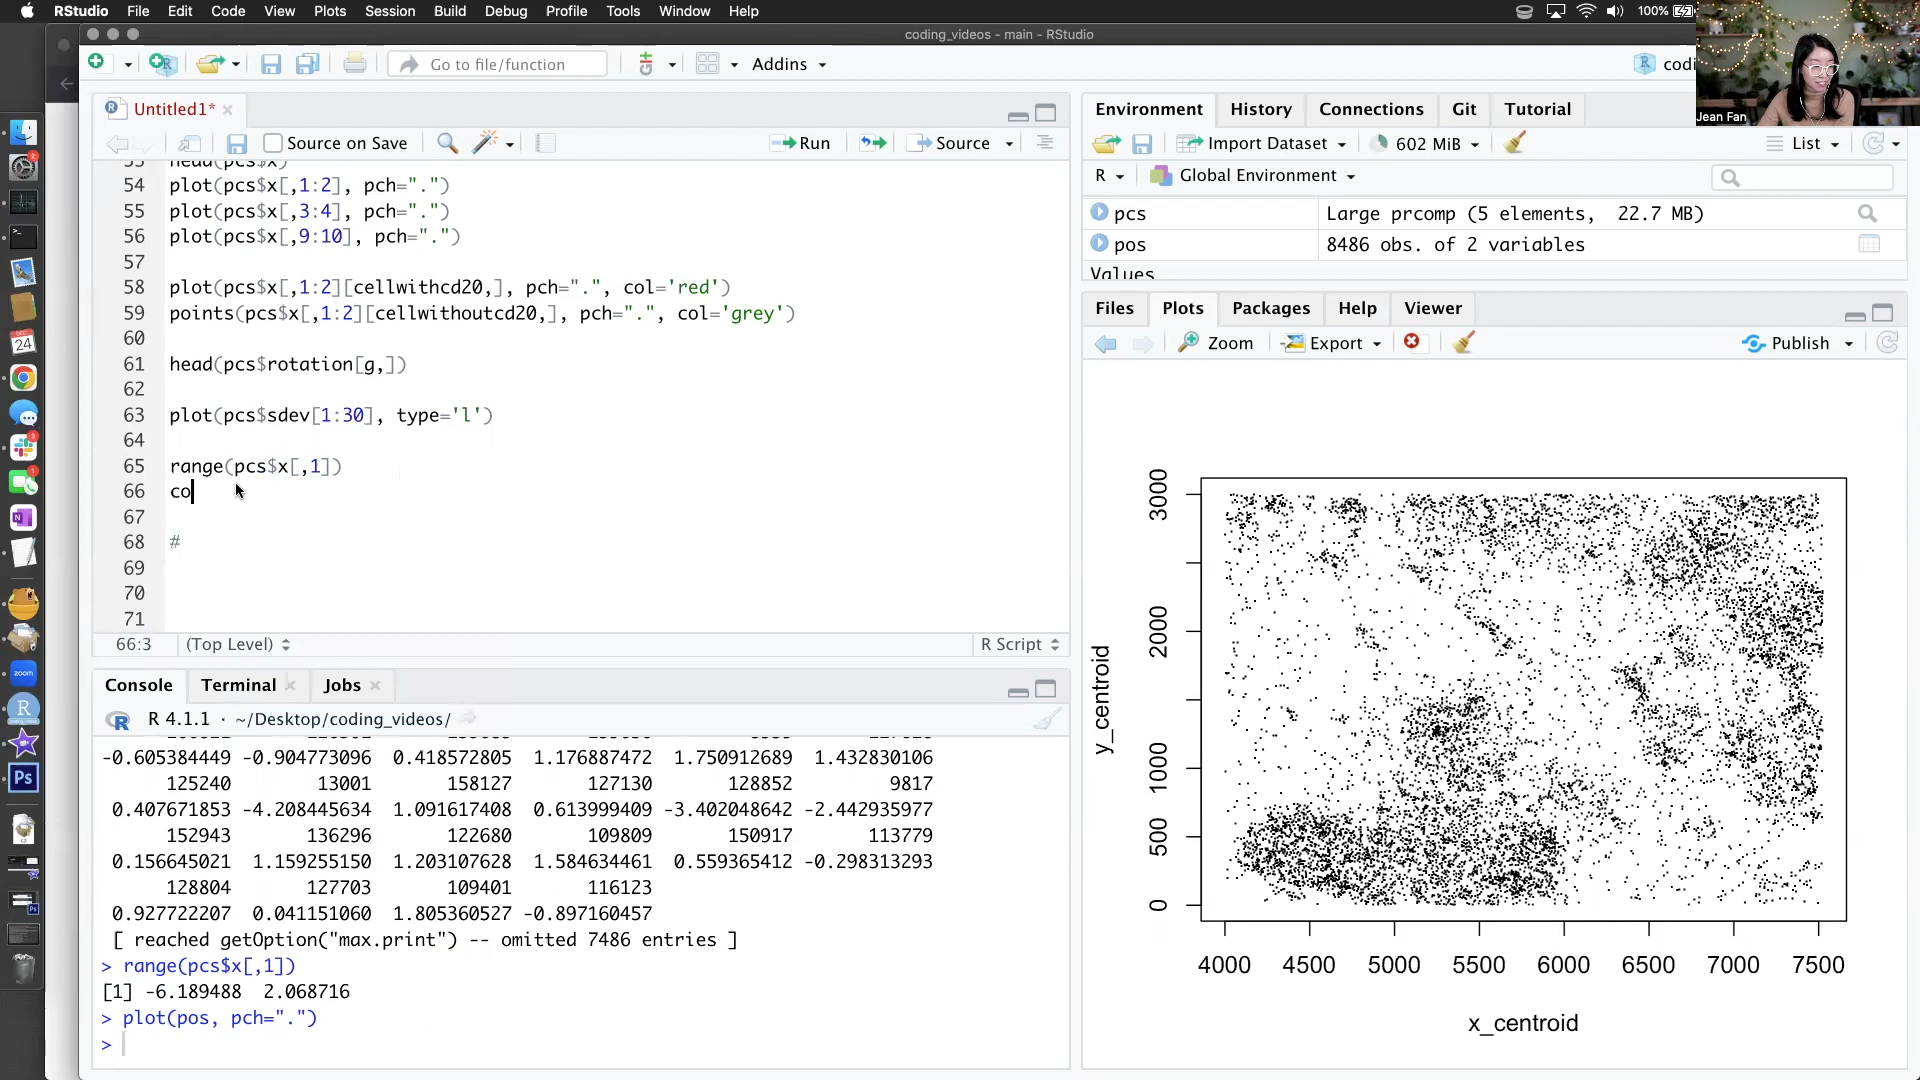 RStudio File Edit Code View Plots Session Build Debug Profile Tools Window Help 100%
coding_videos - main - RStudio
Go to file/function Addins codi
Jean Fan
Untitled1*
Source on Save Run Source
53 head(pcs$x)
54 plot(pcs$x[,1:2], pch=".")
55 plot(pcs$x[,3:4], pch=".")
56 plot(pcs$x[,9:10], pch=".")
57
58 plot(pcs$x[,1:2][cellwithcd20,], pch=".", col='red')
59 points(pcs$x[,1:2][cellwithoutcd20,], pch=".", col='grey')
60
61 head(pcs$rotation[g,])
62
63 plot(pcs$sdev[1:30], type='l')
64
65 range(pcs$x[,1])
66 co
67
68 #
69
70
71
66:3 (Top Level) R Script
Console Terminal Jobs
R 4.1.1 · ~/Desktop/coding_videos/
-0.605384449 -0.904773096 0.418572805 1.176887472 1.750912689 1.432830106
125240 13001 158127 127130 128852 9817
0.407671853 -4.208445634 1.091617408 0.613999409 -3.402048642 -2.442935977
152943 136296 122680 109809 150917 113779
0.156645021 1.159255150 1.203107628 1.584634461 0.559365412 -0.298313293
128804 127703 109401 116123
0.927722207 0.041151060 1.805360527 -0.897160457
[ reached getOption("max.print") -- omitted 7486 entries ]
> range(pcs$x[,1])
[1] -6.189488 2.068716
> plot(pos, pch=".")
>
Environment History Connections Git Tutorial
Import Dataset 602 MiB List
R Global Environment
pcs Large prcomp (5 elements, 22.7 MB)
pos 8486 obs. of 2 variables
Values
Files Plots Packages Help Viewer
Zoom Export Publish
y_centroid
3000
2000
1000
500
0
4000 4500 5000 5500 6000 6500 7000 7500
x_centroid
DEC
24
zoom
R
Ps